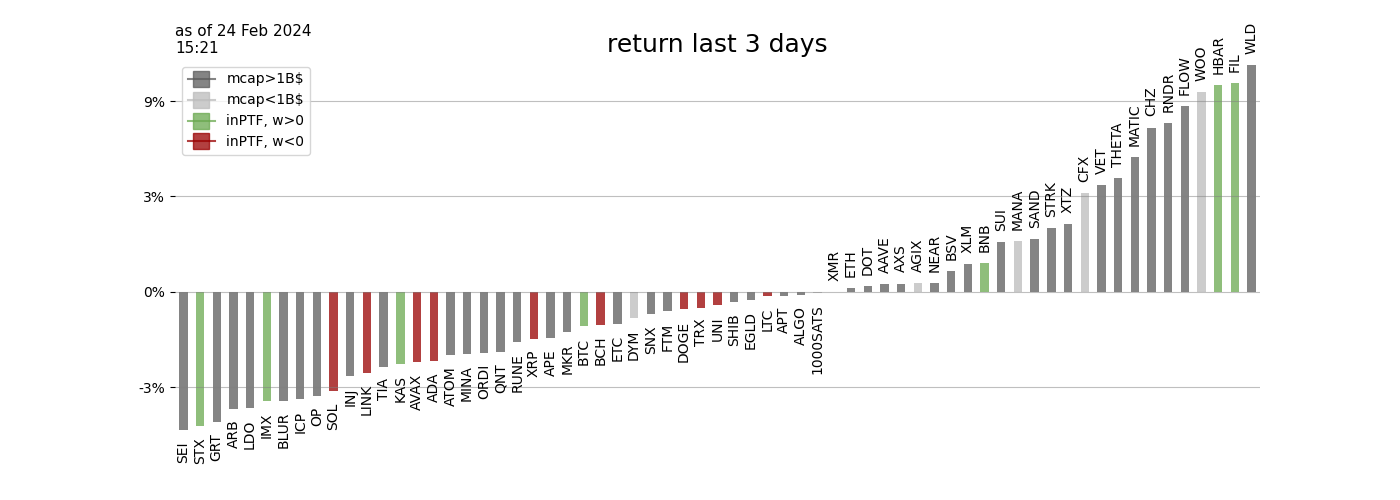 as of 24 Feb 2024
15:21
return last 3 days
mcap>1B$
mcap<1B$
inPTF, w>0
inPTF, w<0
9%
3%
0%
-3%
SEI
STX
GRT
ARB
LDO
IMX
BLUR
ICP
OP
SOL
INJ
LINK
TIA
KAS
AVAX
ADA
ATOM
MINA
ORDI
QNT
RUNE
XRP
APE
MKR
BTC
BCH
ETC
DYM
SNX
FTM
DOGE
TRX
UNI
SHIB
EGLD
LTC
APT
ALGO
1000SATS
XMR
ETH
DOT
AAVE
AXS
AGIX
NEAR
BSV
XLM
BNB
SUI
MANA
SAND
STRK
XTZ
CFX
VET
THETA
MATIC
CHZ
RNDR
FLOW
WOO
HBAR
FIL
WLD